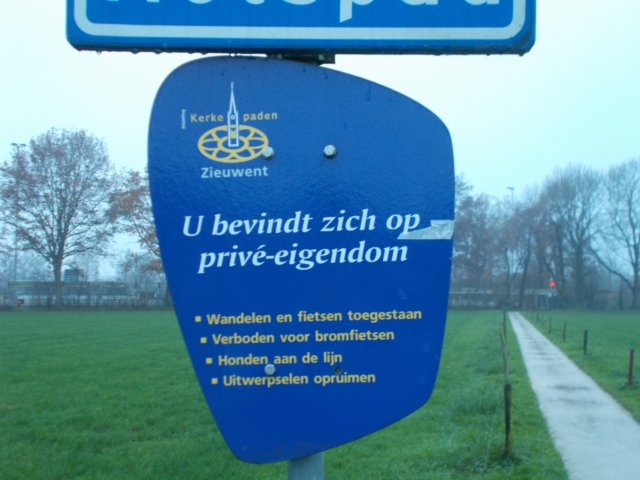 Stichting
Kerke paden
Zieuwent
U bevindt zich op
privé-eigendom
▪ Wandelen en fietsen toegestaan
▪ Verboden voor bromfietsen
▪ Honden aan de lijn
▪ Uitwerpselen opruimen